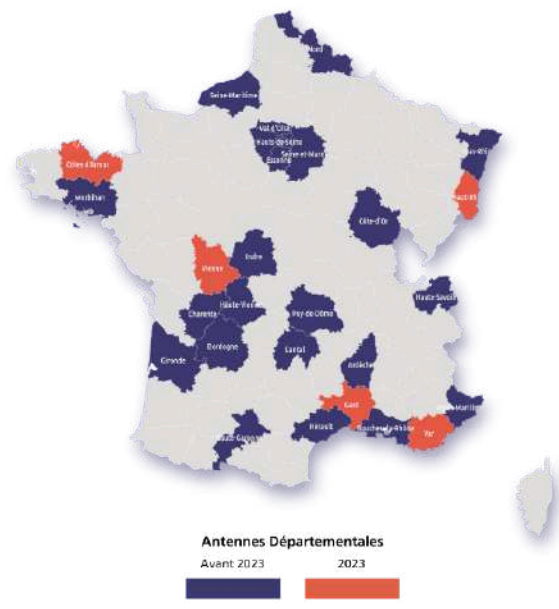 Nord
Seine-Maritime
Val d'Oise
Hauts-de-Seine
Seine-et-Marne
Essonne
Côtes d'Armor
Morbihan
Côte-d'Or
Indre
Vienne
Haute-Vienne
Charente
Haute-Savoie
Puy-de-Dôme
Dordogne
Cantal
Gironde
Ardèche
Gard
Hérault
Bouches-du-Rhône
Var
Antennes Départementales
Avant 2023
2023